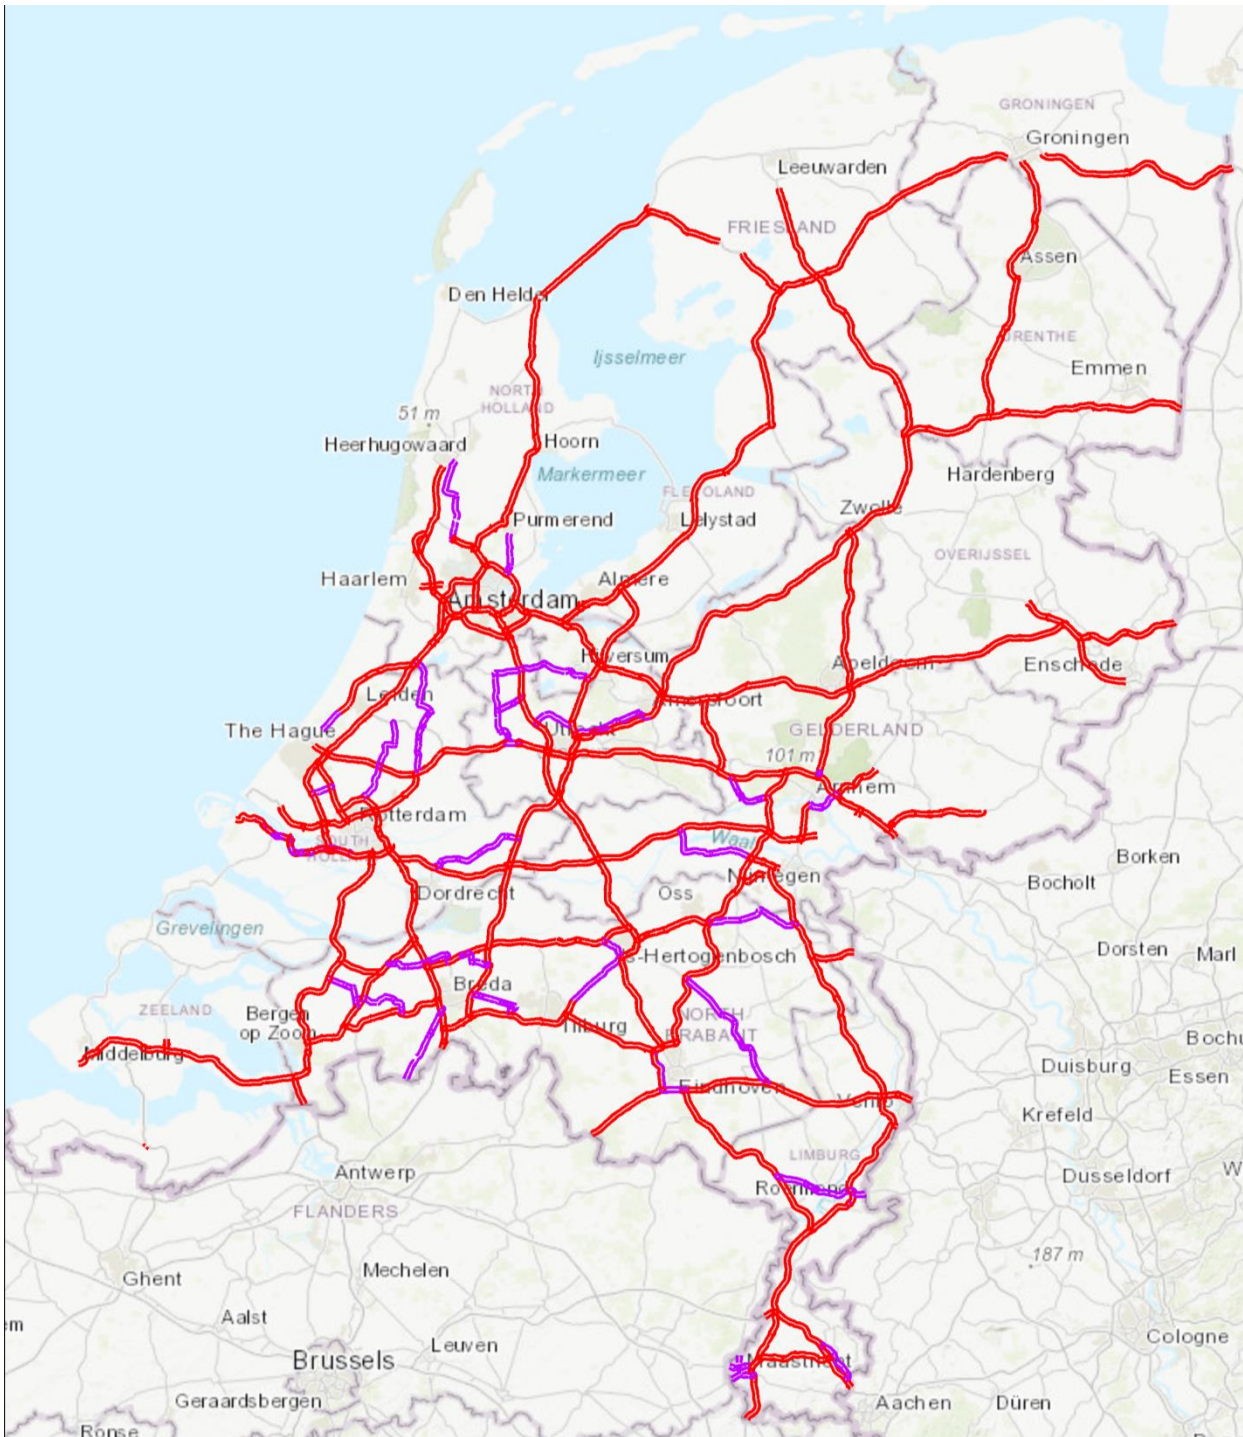 GRONINGEN
Groningen
Leeuwarden
FRIESLAND
Assen
Den Helder
DRENTHE
Ijsselmeer
Emmen
NORTH
HOLLAND
51 m
Heerhugowaard
Hoorn
Markermeer
Hardenberg
FLEVOLAND
Lelystad
Zwolle
Purmerend
OVERIJSSEL
Haarlem
Almere
Amsterdam
Hilversum
Apeldoorn
Enschede
Leiden
Amersfoort
The Hague
Utrecht
GELDERLAND
101 m
Arnhem
Rotterdam
SOUTH
HOLLAND
Waal
Borken
Nijmegen
Bocholt
Dordrecht
Oss
Grevelingen
s-Hertogenbosch
Dorsten
Marl
Breda
ZEELAND
Bergen
op Zoom
Tilburg
NORTH
BRABANT
Bochu
Middelburg
Duisburg
Essen
Eindhoven
Venlo
Krefeld
LIMBURG
Antwerp
Roermond
Dusseldorf
W
FLANDERS
187 m
Ghent
Mechelen
Aalst
em
Leuven
Cologne
Brussels
Maastricht
Geraardsbergen
Aachen
Düren
Ronse